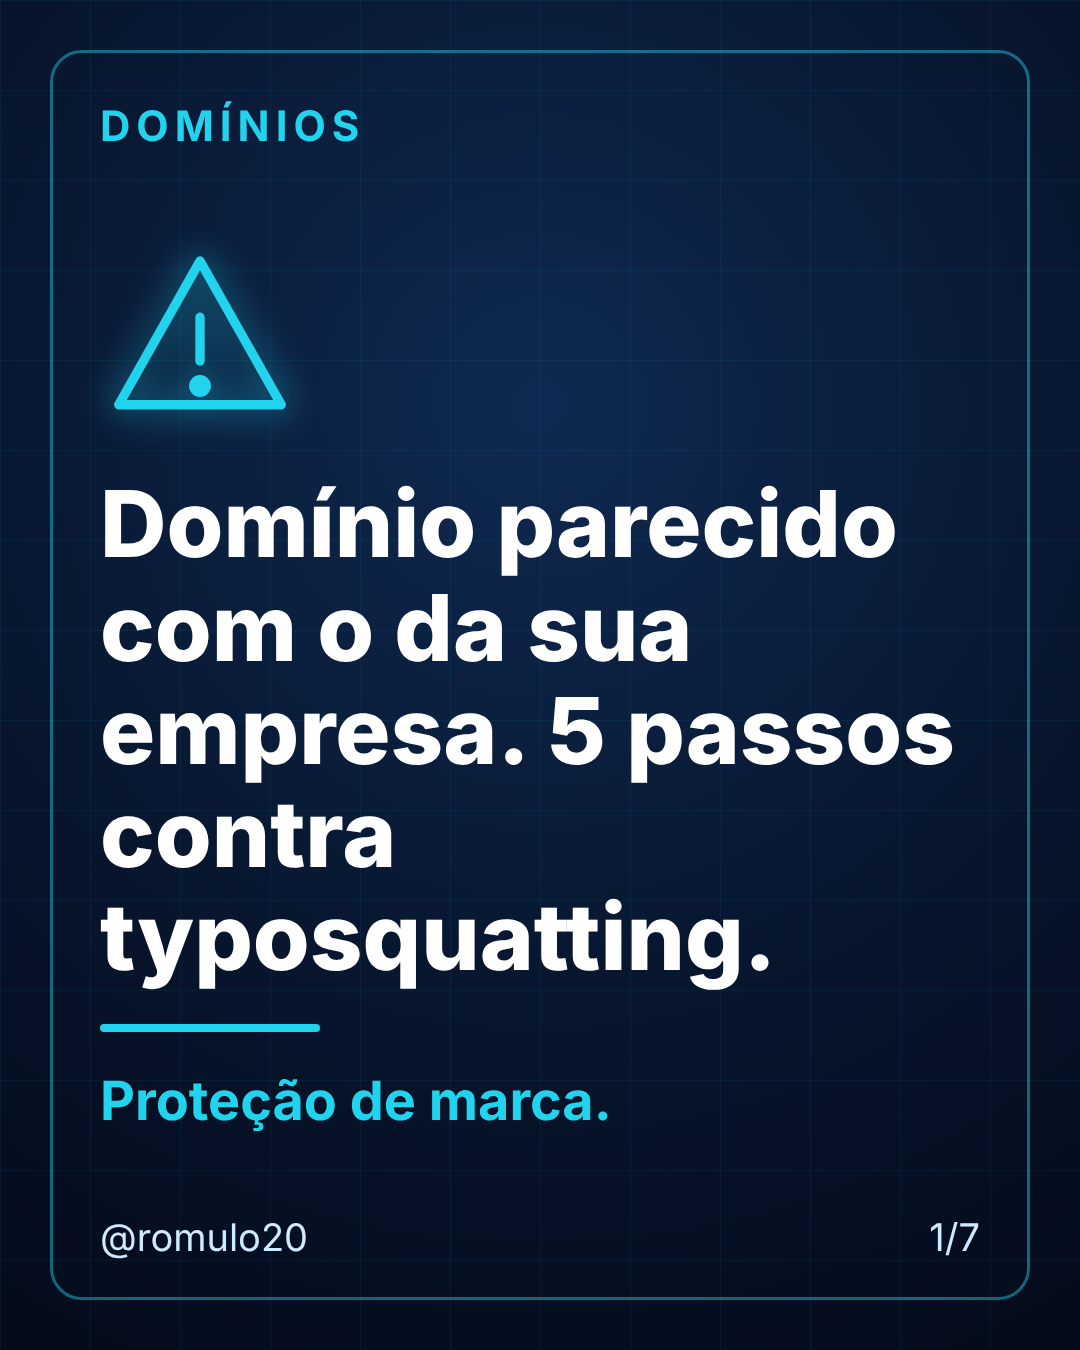 DOMÍNIOS
Domínio parecido
com o da sua
empresa. 5 passos
contra
typosquatting.
Proteção de marca.
@romulo20
1/7